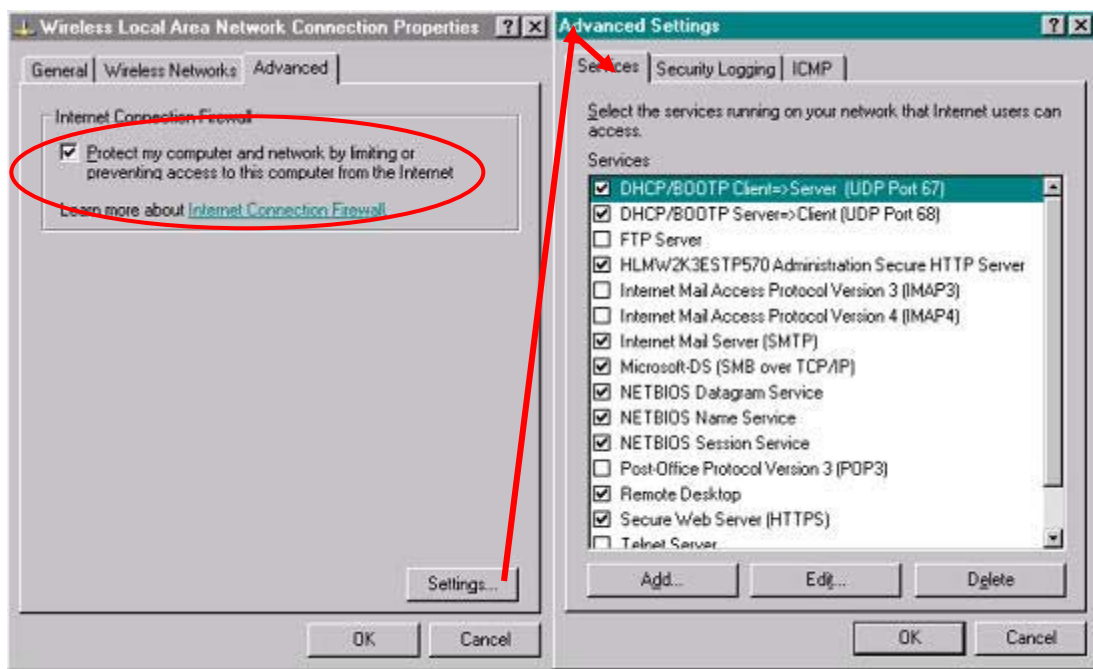 Wireless Local Area Network Connection Properties
General
Wireless Networks
Advanced
Internet Connection Firewall
Protect my computer and network by limiting or
preventing access to this computer from the Internet
Learn more about Internet Connection Firewall.
Settings...
OK
Cancel
Advanced Settings
Services
Security Logging
ICMP
Select the services running on your network that Internet users can
access.
Services
DHCP/BOOTP Client=>Server (UDP Port 67)
DHCP/BOOTP Server=>Client (UDP Port 68)
FTP Server
HLMW2K3ESTP570 Administration Secure HTTP Server
Internet Mail Access Protocol Version 3 (IMAP3)
Internet Mail Access Protocol Version 4 (IMAP4)
Internet Mail Server (SMTP)
Microsoft-DS (SMB over TCP/IP)
NETBIOS Datagram Service
NETBIOS Name Service
NETBIOS Session Service
Post-Office Protocol Version 3 (POP3)
Remote Desktop
Secure Web Server (HTTPS)
Telnet Server
Add...
Edit...
Delete
OK
Cancel